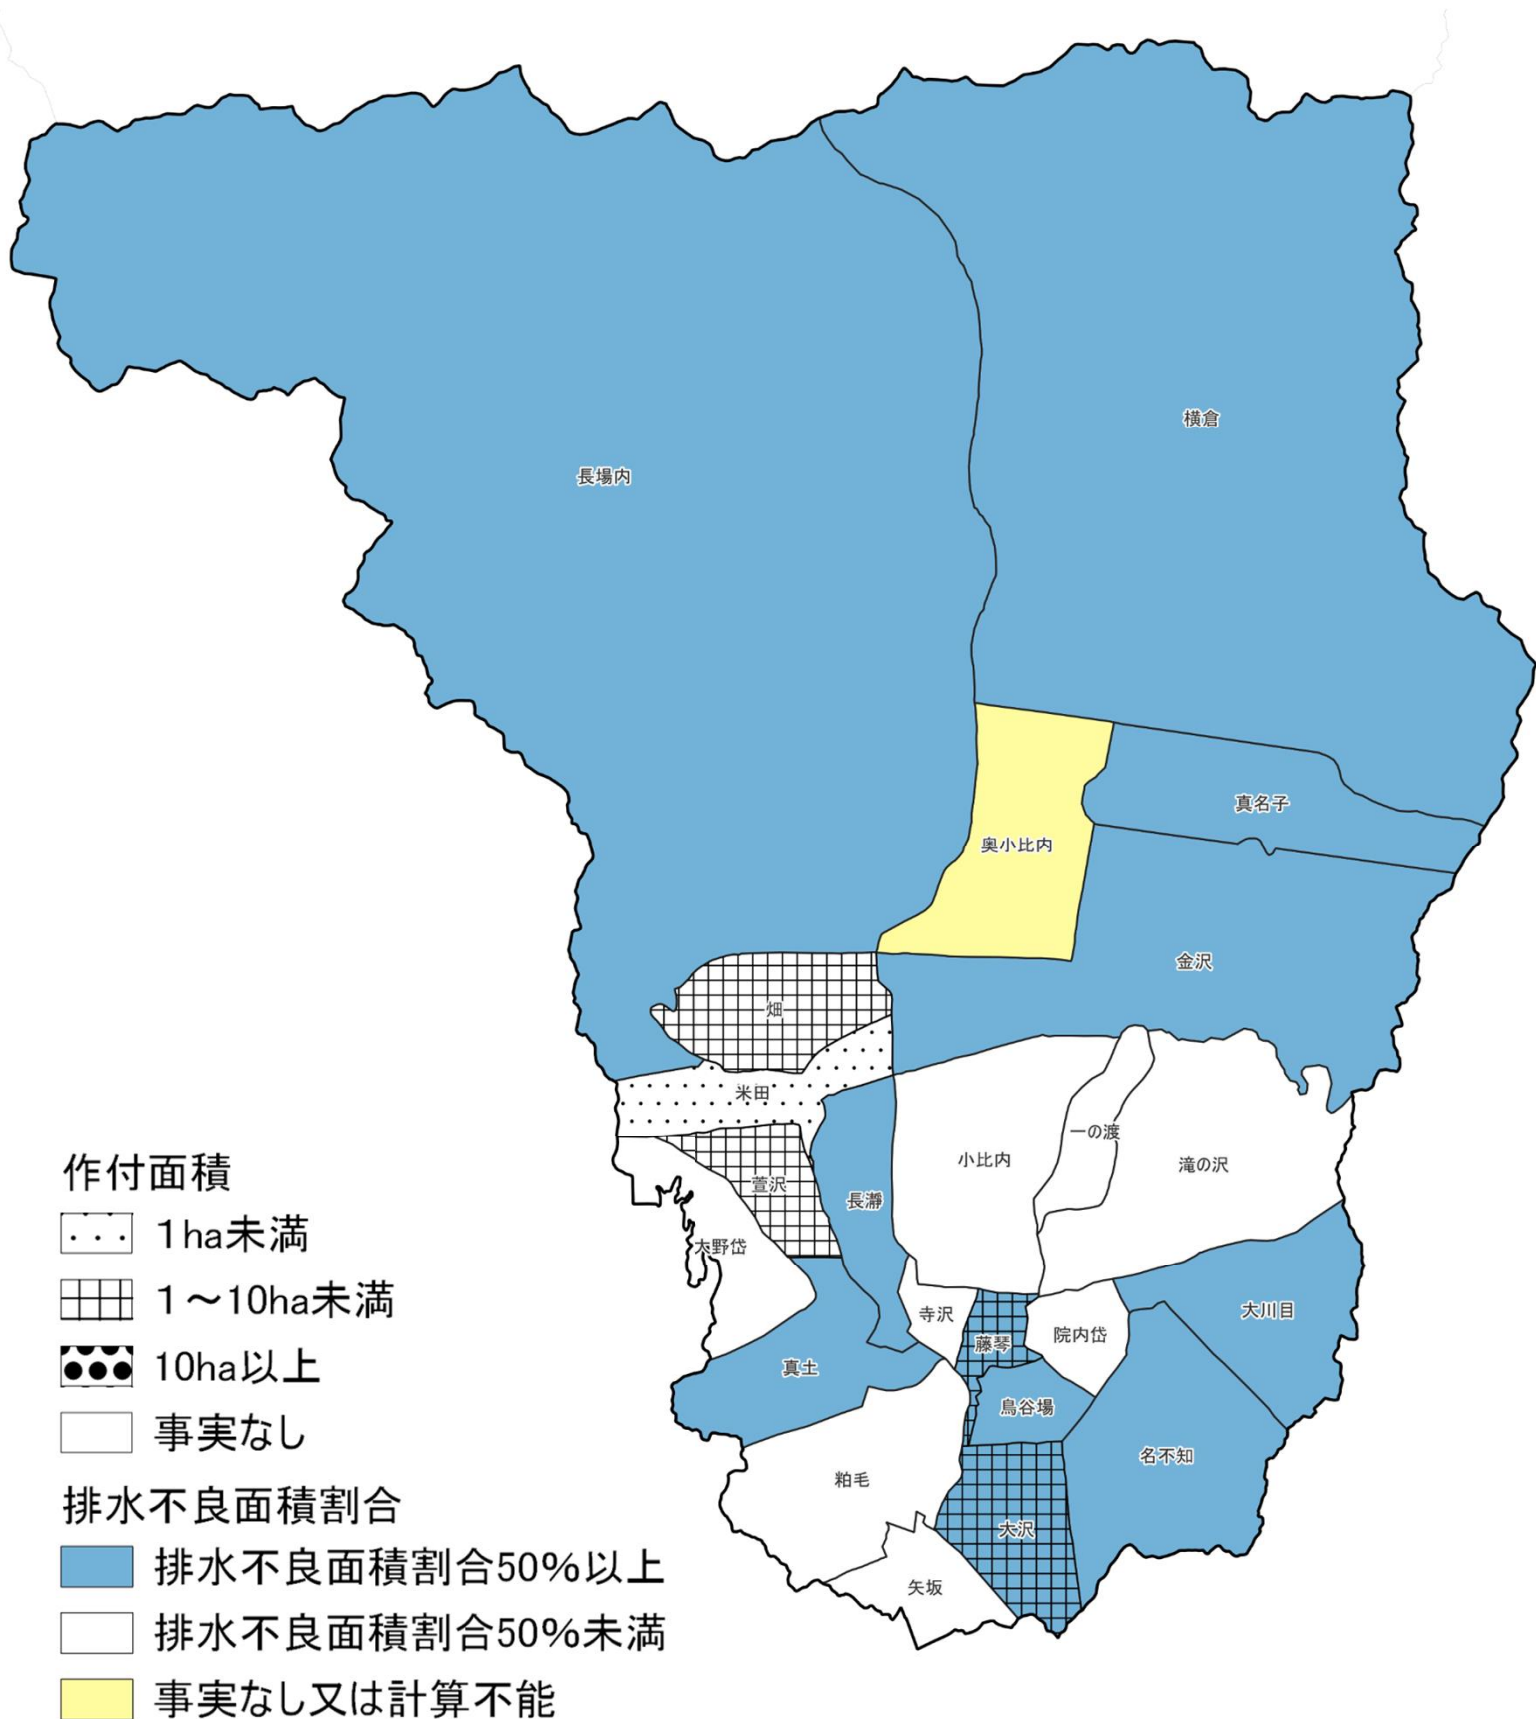 横倉
長場内
真名子
奥小比内
金沢
畑
米田
一の渡
小比内
滝の沢
萱沢
長瀞
大野岱
大川目
寺沢
院内岱
藤琴
真土
鳥谷場
名不知
粕毛
大沢
矢坂
作付面積
1ha未満
1～10ha未満
10ha以上
事実なし
排水不良面積割合
排水不良面積割合50%以上
排水不良面積割合50%未満
事実なし又は計算不能